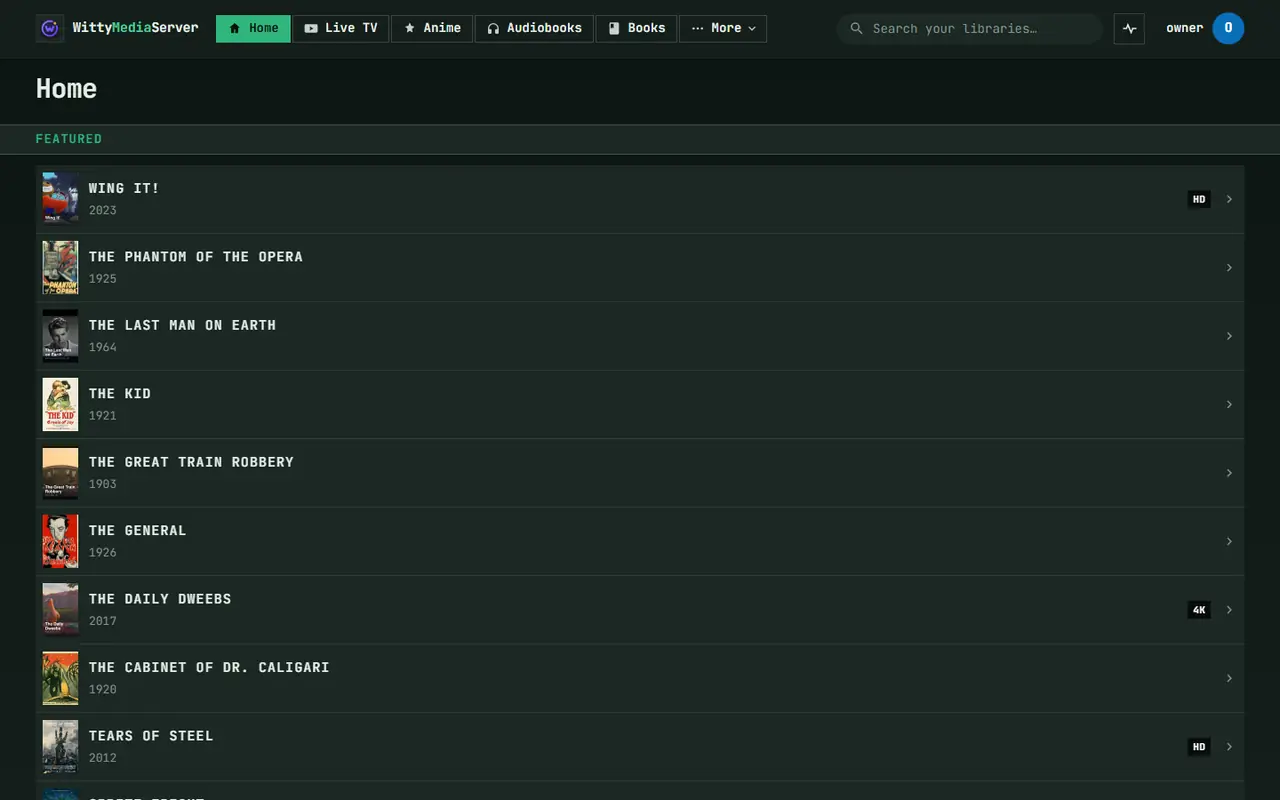 WittyMediaServer
Home
Live TV
Anime
Audiobooks
Books
More
Search your libraries…
owner
O
Home
FEATURED
WING IT!
2023
HD
THE PHANTOM OF THE OPERA
1925
THE LAST MAN ON EARTH
1964
THE KID
1921
THE GREAT TRAIN ROBBERY
1903
THE GENERAL
1926
THE DAILY DWEEBS
2017
4K
THE CABINET OF DR. CALIGARI
1920
TEARS OF STEEL
2012
HD